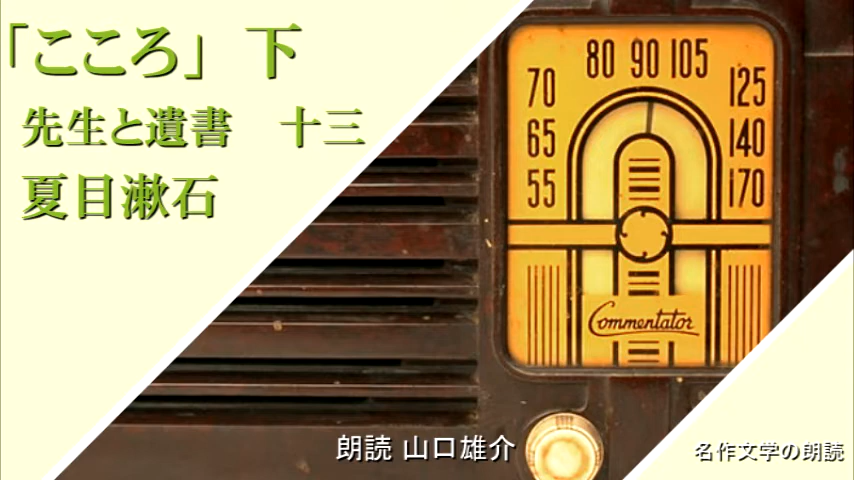 「こころ」 下
先生と遺書 十三
夏目漱石
80 90 105
70 125
65 140
55 170
Commentator
朗読 山口雄介
名作文学の朗読